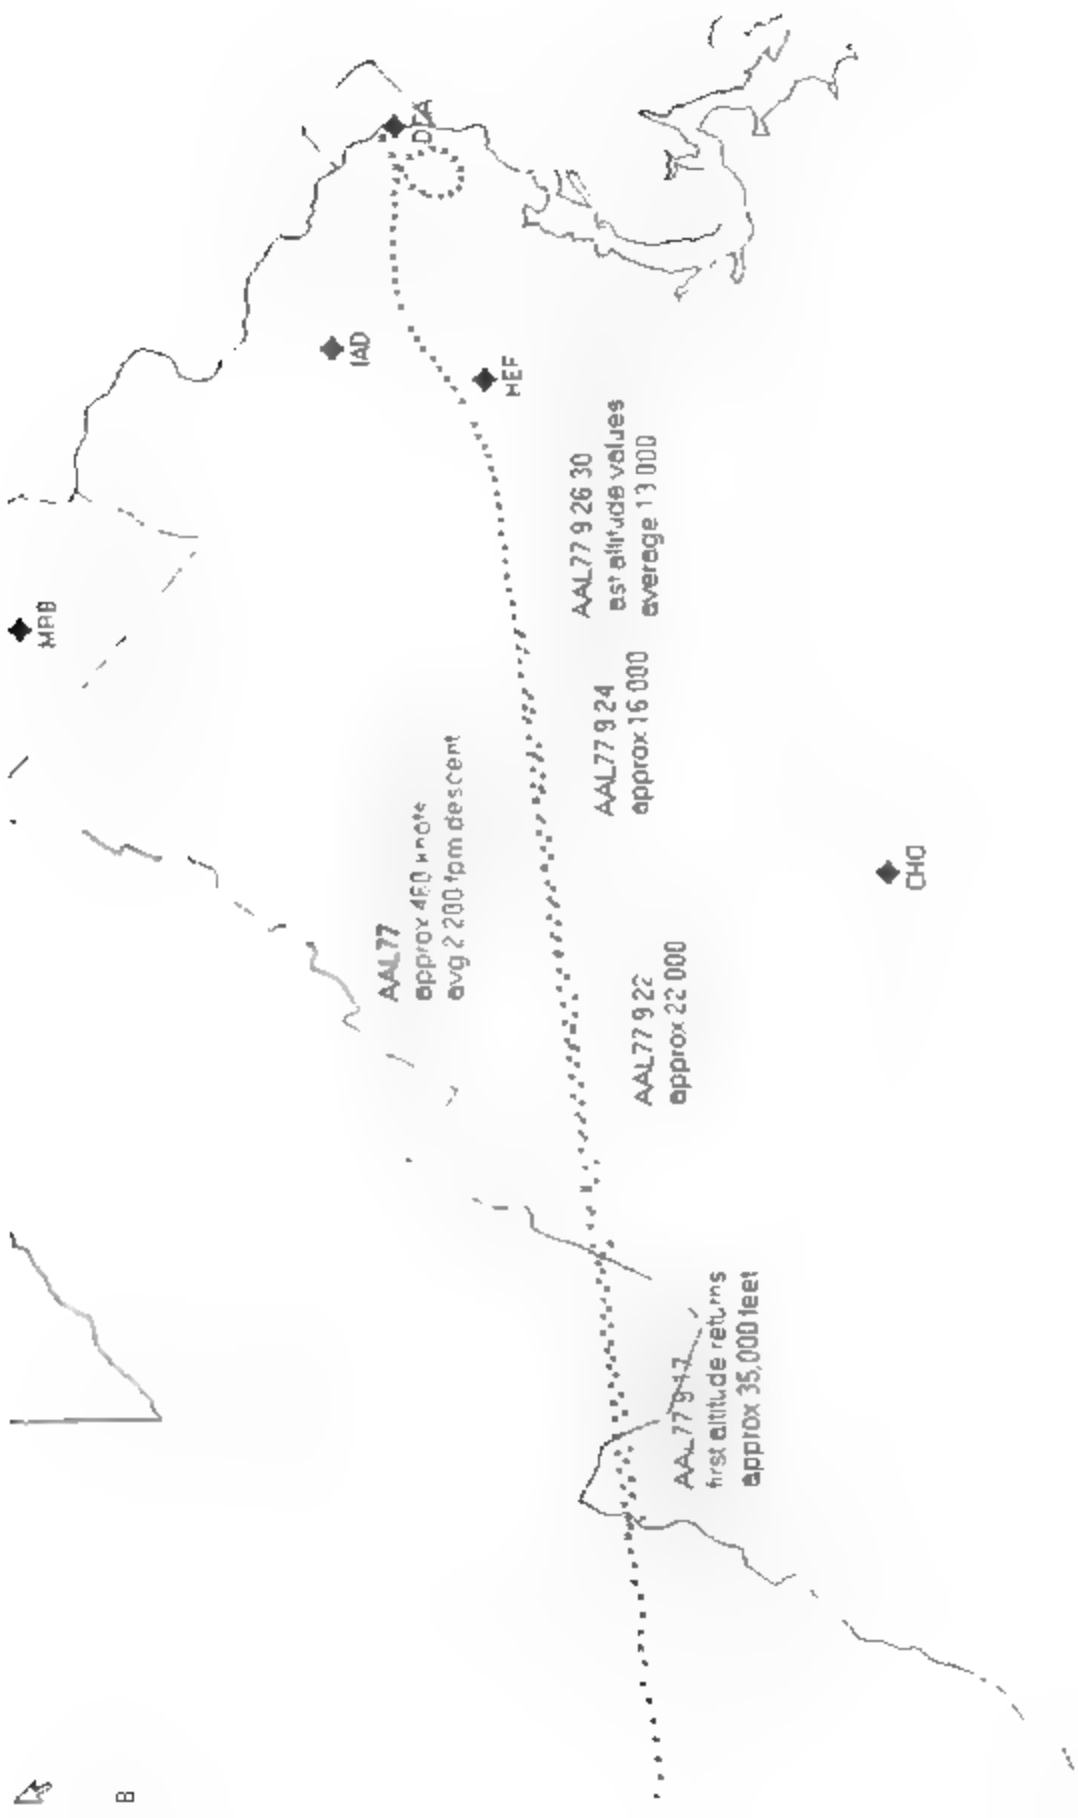 B
MRB
AAL77
approx 460 knots
avg 2 200 fpm descent
IAD
DCA
HEF
AAL77 9 17
first altitude returns
approx 35,000 feet
AAL77 9 22
approx 22 000
AAL77 9 24
approx 16 000
AAL77 9 26 30
last altitude values
average 13 000
CHO